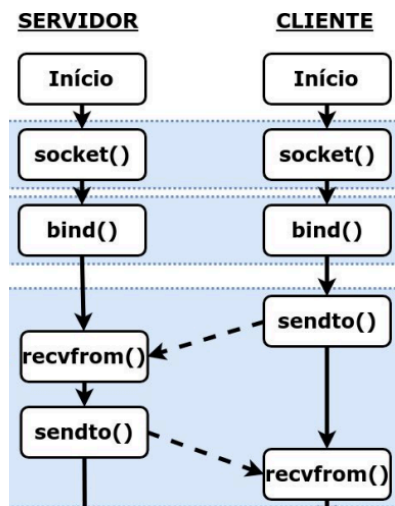 SERVIDOR
CLIENTE
Início
Início
socket()
socket()
bind()
bind()
sendto()
recvfrom()
sendto()
recvfrom()